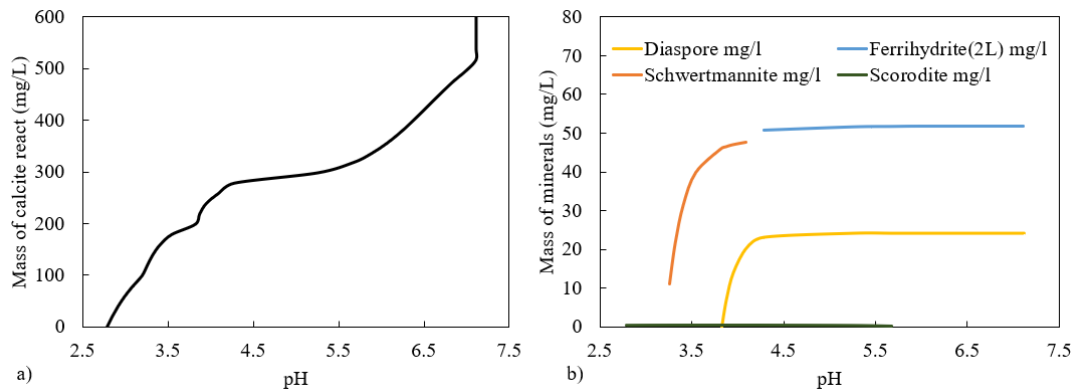 600
500
400
300
200
100
0
Mass of calcite react (mg/L)
2.5 3.5 4.5 5.5 6.5 7.5
pH
a)
80
70
60
50
40
30
20
10
0
Mass of minerals (mg/L)
Diaspore mg/l Ferrihydrite(2L) mg/l
Schwertmannite mg/l Scorodite mg/l
2.5 3.5 4.5 5.5 6.5 7.5
pH
b)